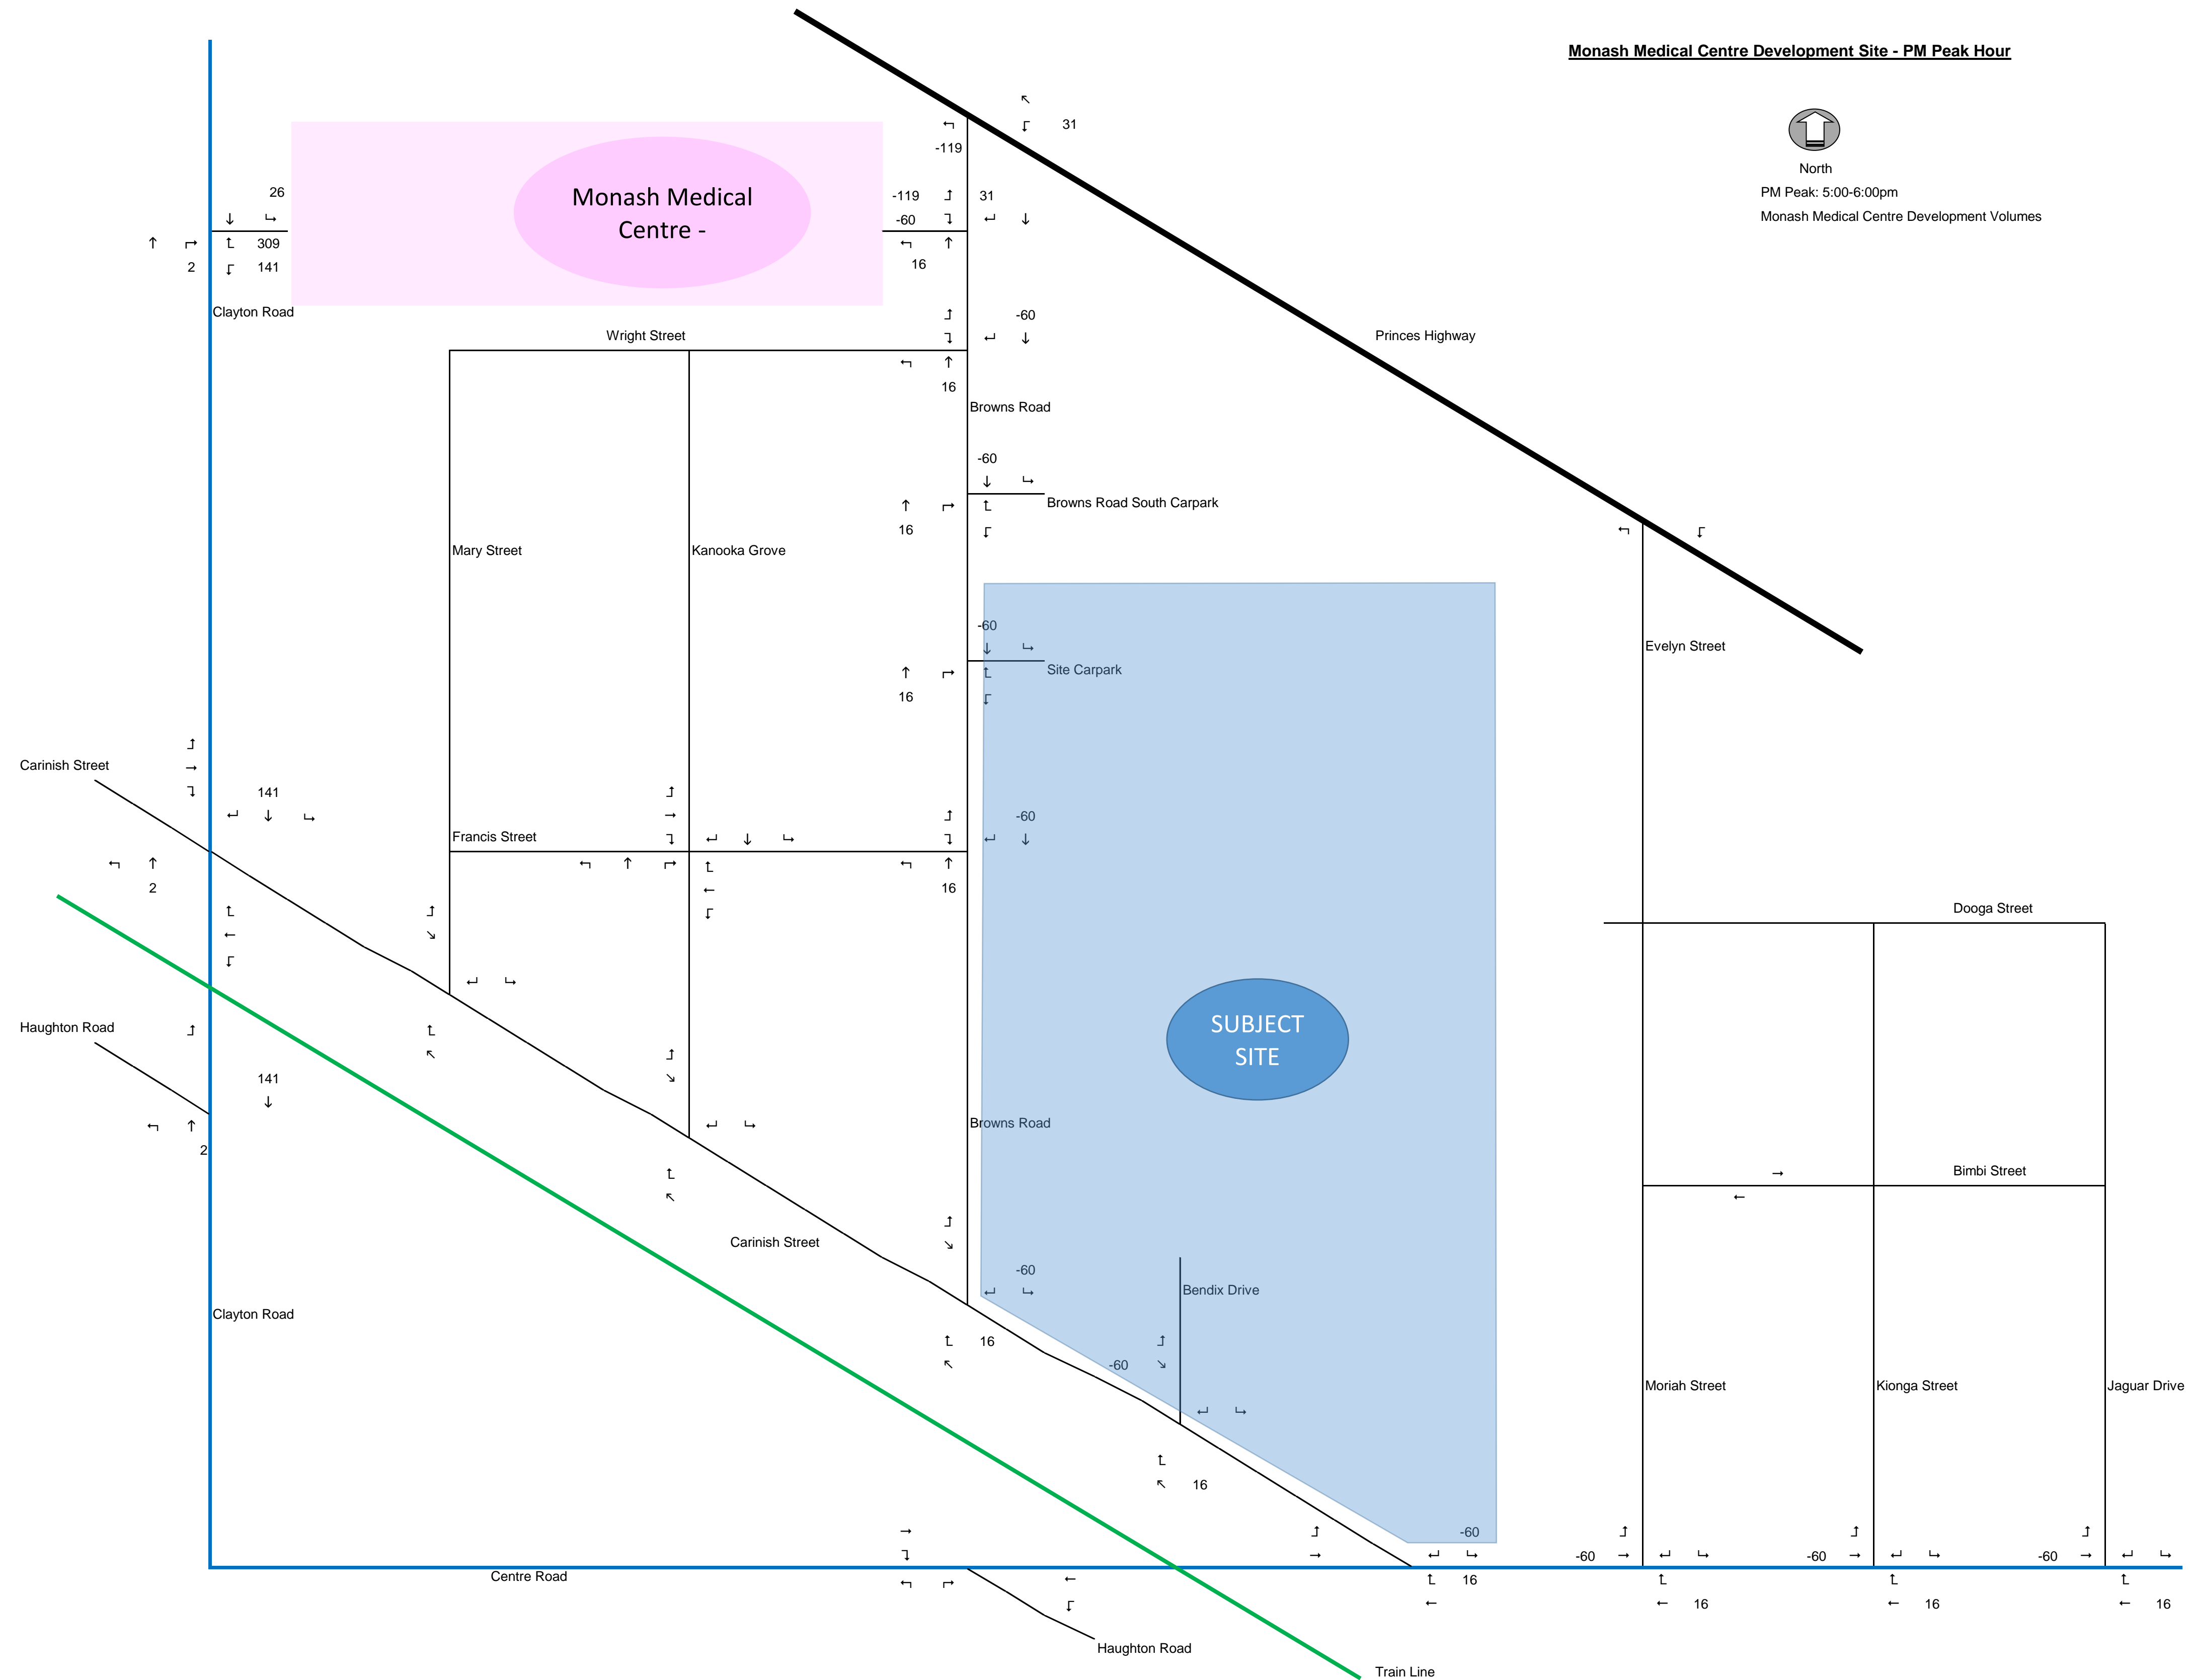 Monash Medical Centre Development Site - PM Peak Hour
North
PM Peak: 5:00-6:00pm
Monash Medical Centre Development Volumes
31
-119
Monash Medical
Centre -
26
-119
31
-60
309
16
2
141
Clayton Road
-60
Wright Street
Princes Highway
16
Browns Road
-60
Browns Road South Carpark
16
Mary Street
Kanooka Grove
-60
Evelyn Street
Site Carpark
16
Carinish Street
141
-60
Francis Street
2
16
Dooga Street
SUBJECT
SITE
Haughton Road
141
Browns Road
2
Bimbi Street
Carinish Street
-60
Bendix Drive
Clayton Road
16
-60
Moriah Street
Kionga Street
Jaguar Drive
16
-60
-60
-60
-60
Centre Road
16
16
16
16
Haughton Road
Train Line